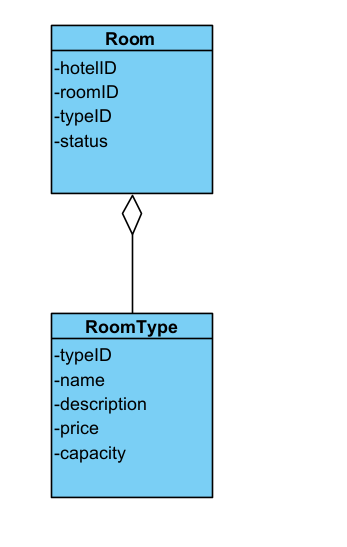 Room
-hotelID
-roomID
-typeID
-status
RoomType
-typeID
-name
-description
-price
-capacity